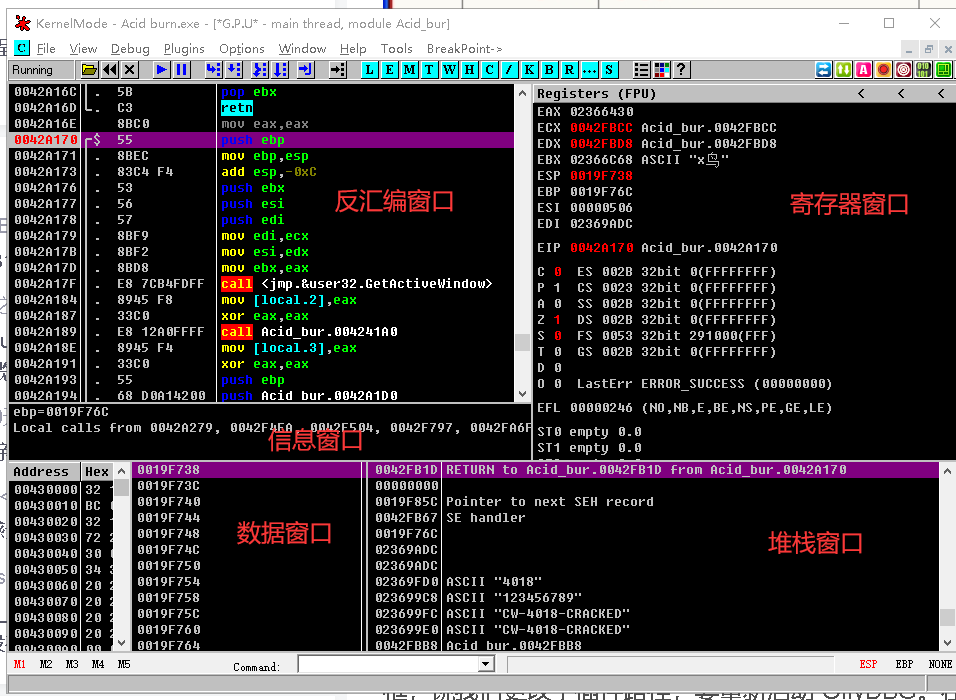 KernelMode - Acid burn.exe - [*G.P.U* - main thread, module Acid_bur]
C File View Debug Plugins Options Window Help Tools BreakPoint->
Running L E M T W H C / K B R ... S ?
0042A16C . 5B pop ebx
0042A16D . C3 retn
0042A16E 8BC0 mov eax,eax
0042A170 $ 55 push ebp
0042A171 . 8BEC mov ebp,esp
0042A173 . 83C4 F4 add esp,-0xC
0042A176 . 53 push ebx
0042A177 . 56 push esi
0042A178 . 57 push edi
0042A179 . 8BF9 mov edi,ecx
0042A17B . 8BF2 mov esi,edx
0042A17D . 8BD8 mov ebx,eax
0042A17F . E8 7CB4FDFF call <jmp.&user32.GetActiveWindow>
0042A184 . 8945 F8 mov [local.2],eax
0042A187 . 33C0 xor eax,eax
0042A189 . E8 12A0FFFF call Acid_bur.004241A0
0042A18E . 8945 F4 mov [local.3],eax
0042A191 . 33C0 xor eax,eax
0042A193 . 55 push ebp
0042A194 . 68 D0A14200 push Acid_bur.0042A1D0
反汇编窗口
Registers (FPU) < < <
EAX 02366430
ECX 0042FBCC Acid_bur.0042FBCC
EDX 0042FBD8 Acid_bur.0042FBD8
EBX 02366C68 ASCII "x鸟"
ESP 0019F738
EBP 0019F76C
ESI 00000506
EDI 02369ADC
EIP 0042A170 Acid_bur.0042A170
C 0 ES 002B 32bit 0(FFFFFFFF)
P 1 CS 0023 32bit 0(FFFFFFFF)
A 0 SS 002B 32bit 0(FFFFFFFF)
Z 1 DS 002B 32bit 0(FFFFFFFF)
S 0 FS 0053 32bit 291000(FFF)
T 0 GS 002B 32bit 0(FFFFFFFF)
D 0
O 0 LastErr ERROR_SUCCESS (00000000)
EFL 00000246 (NO,NB,E,BE,NS,PE,GE,LE)
ST0 empty 0.0
ST1 empty 0.0
寄存器窗口
ebp=0019F76C
Local calls from 0042A279, 0042F4EA, 0042F504, 0042F797, 0042FA6F
信息窗口
Address Hex
00430000 32
00430010 BC
00430020 32
00430030 72
00430040 30
00430050 34
00430060 20
00430070 20
00430080 20
00430090 20
数据窗口
0019F738 0042FB1D RETURN to Acid_bur.0042FB1D from Acid_bur.0042A170
0019F73C 00000000
0019F740 0019F85C Pointer to next SEH record
0019F744 0042FB67 SE handler
0019F748 0019F76C
0019F74C 02369ADC
0019F750 02369ADC
0019F754 02369FD0 ASCII "4018"
0019F758 023699C8 ASCII "123456789"
0019F75C 023699FC ASCII "CW-4018-CRACKED"
0019F760 023699E0 ASCII "CW-4018-CRACKED"
0019F764 0042FBB8 Acid_bur.0042FBB8
堆栈窗口
M1 M2 M3 M4 M5 Command: ESP EBP NONE